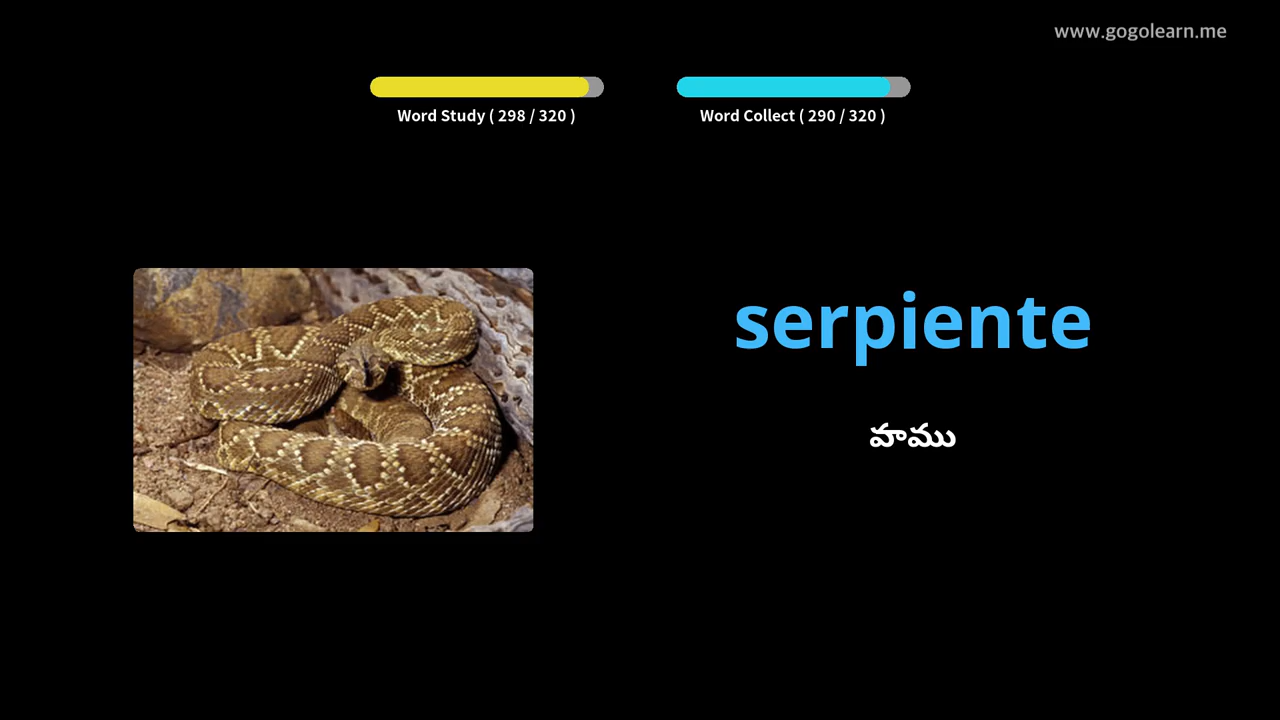 www.gogolearn.me
Word Study ( 298 / 320 )
Word Collect ( 290 / 320 )
serpiente
పాము